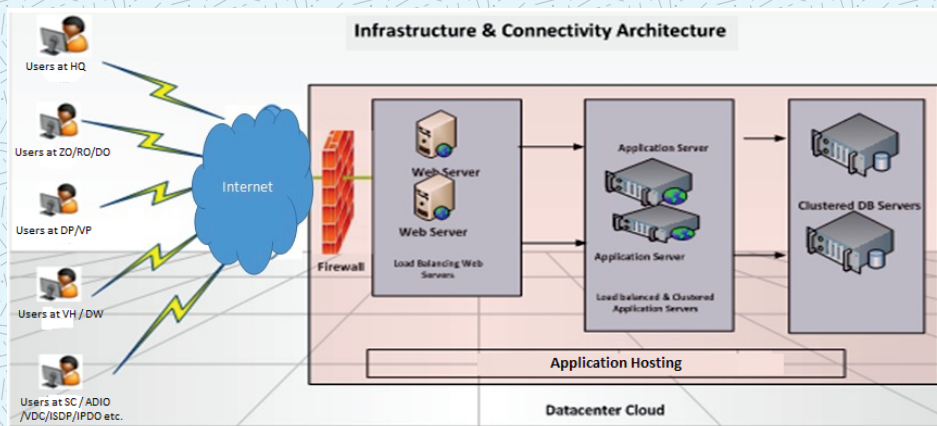 Infrastructure & Connectivity Architecture
Users at HQ
Users at ZO/RO/DO
Users at DP/VP
Users at VH / DW
Users at SC / ADIO
/VDC/ISDP/IPDO etc.
Internet
Firewall
Web Server
Web Server
Load Balancing Web
Servers
Application Server
Application Server
Load balanced & Clustered
Application Servers
Clustered DB Servers
Application Hosting
Datacenter Cloud